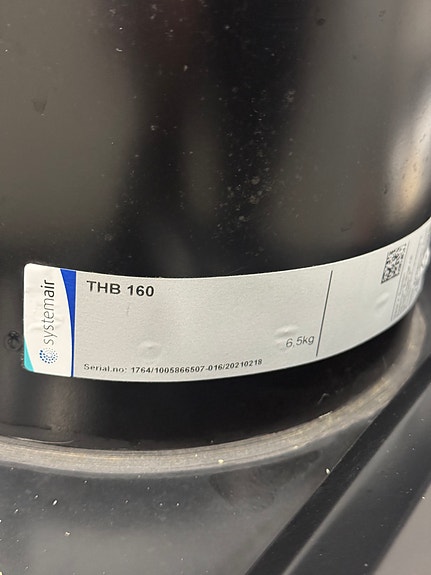 systemair
THB 160
6,5kg
Serial.no: 1764/1005866507-016/20210218